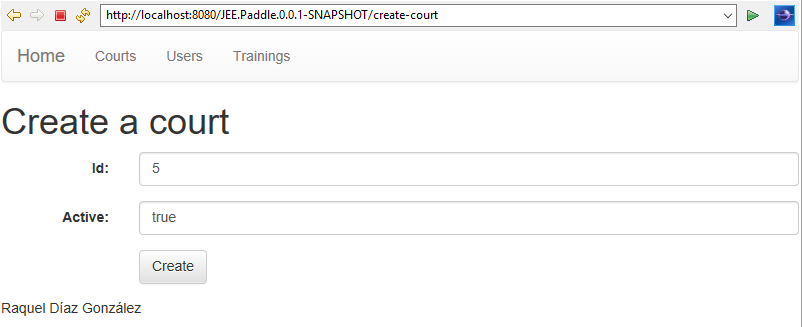 http://localhost:8080/JEE.Paddle.0.0.1-SNAPSHOT/create-court
Home Courts Users Trainings
Create a court
Id: 5
Active: true
Create
Raquel Díaz González